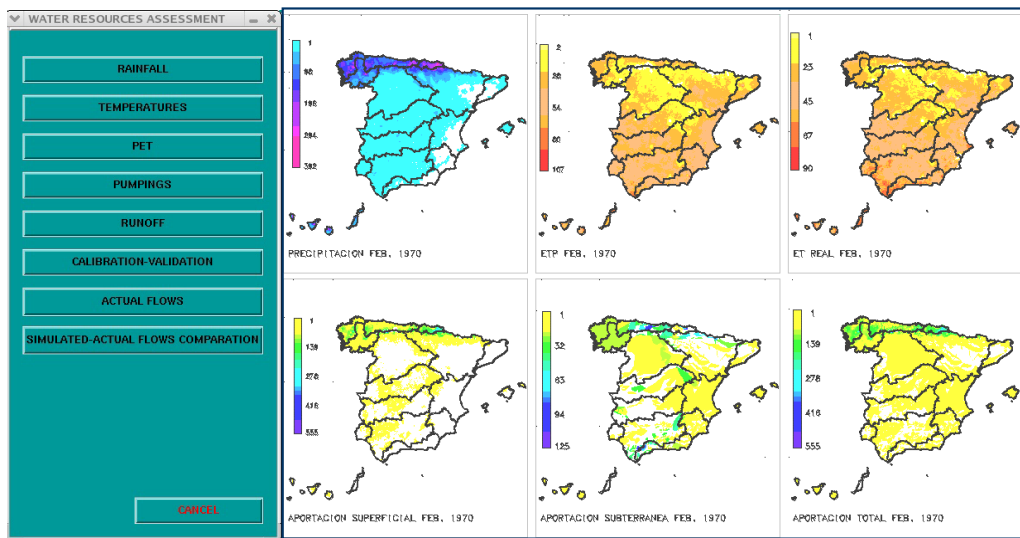 WATER RESOURCES ASSESSMENT
RAINFALL
TEMPERATURES
PET
PUMPINGS
RUNOFF
CALIBRATION-VALIDATION
ACTUAL FLOWS
SIMULATED-ACTUAL FLOWS COMPARATION
CANCEL
1
98
196
294
392
PRECIPITACION FEB, 1970
2
28
54
80
107
ETP FEB, 1970
1
25
45
67
90
ET REAL FEB, 1970
1
139
278
416
555
APORTACION SUPERFICIAL FEB, 1970
1
32
63
94
125
APORTACION SUBTERRANEA FEB, 1970
1
139
278
416
555
APORTACION TOTAL FEB, 1970